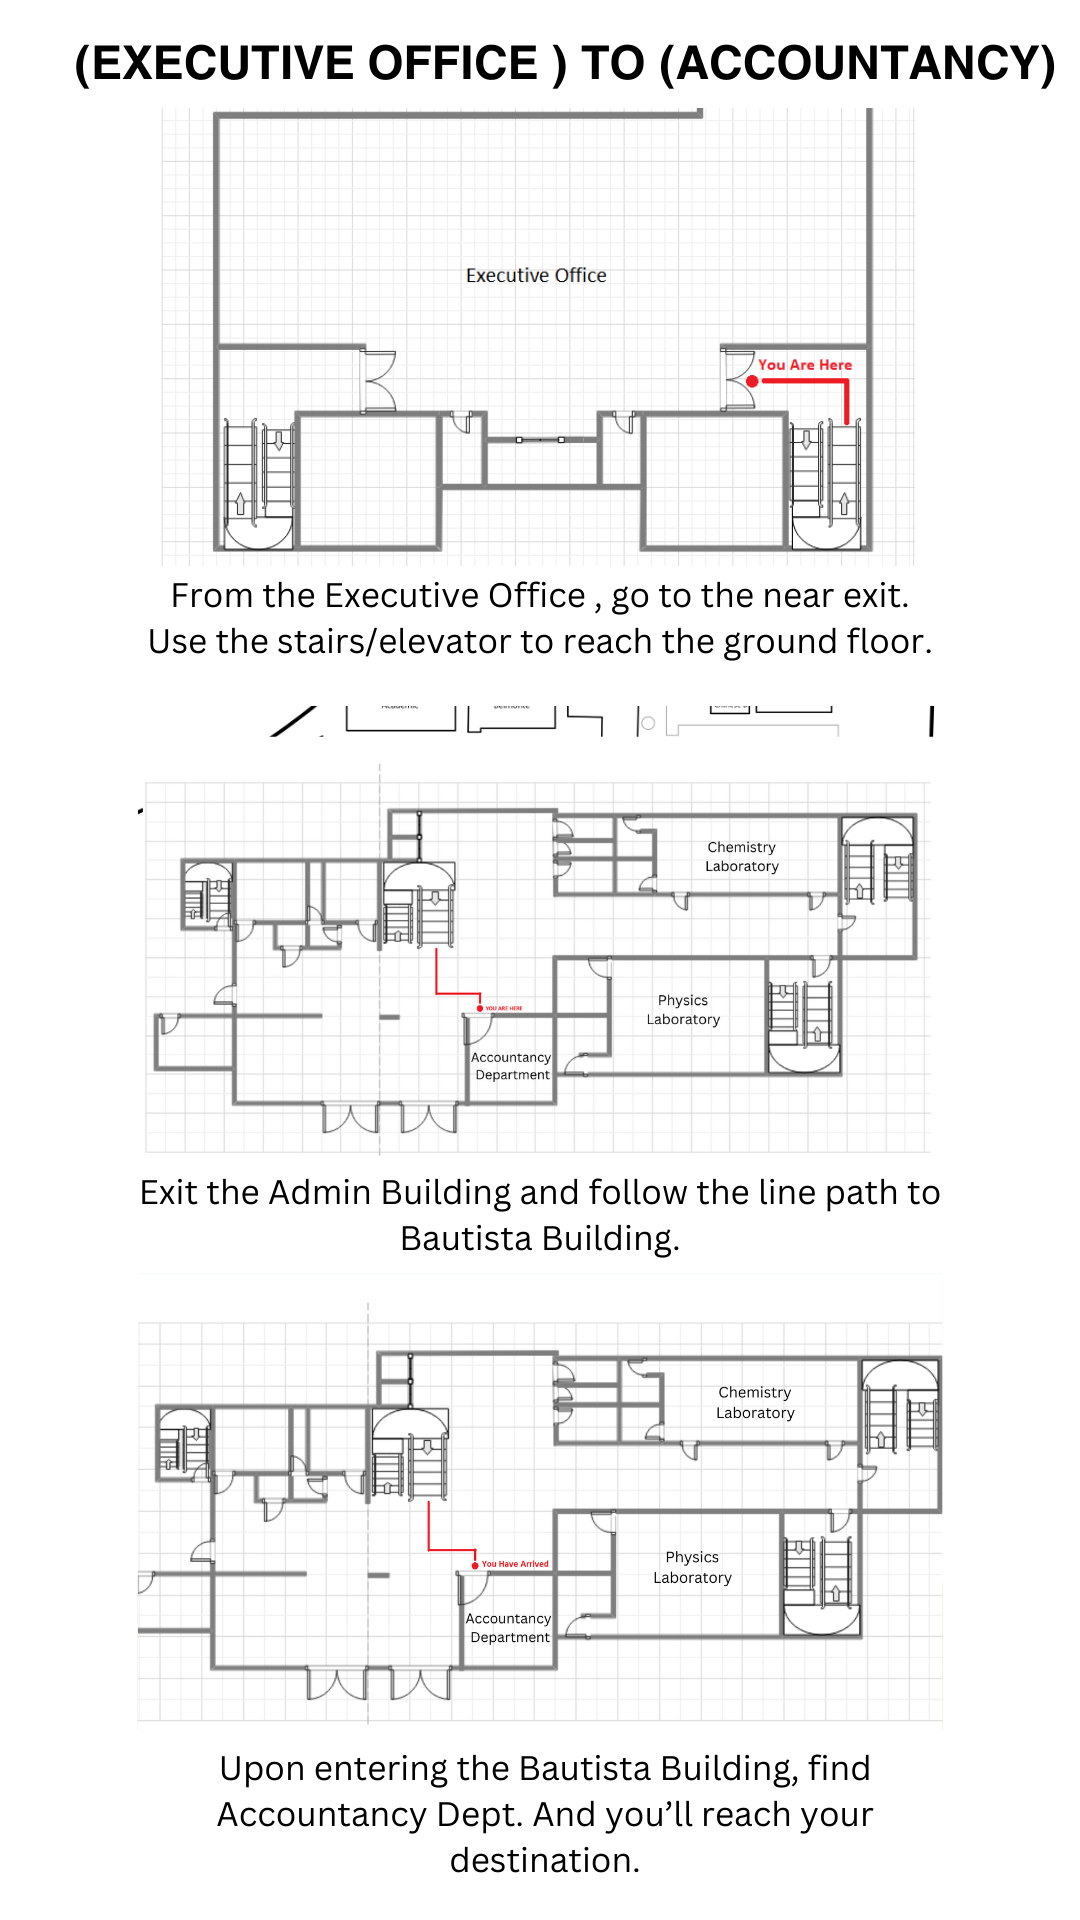 (EXECUTIVE OFFICE ) TO (ACCOUNTANCY)
Executive Office
You Are Here
From the Executive Office , go to the near exit.
Use the stairs/elevator to reach the ground floor.
Academic
Belmonte
Chemistry
Laboratory
Physics
Laboratory
YOU ARE HERE
Accountancy
Department
Exit the Admin Building and follow the line path to
Bautista Building.
Chemistry
Laboratory
Physics
Laboratory
You Have Arrived
Accountancy
Department
Upon entering the Bautista Building, find
Accountancy Dept. And you’ll reach your
destination.